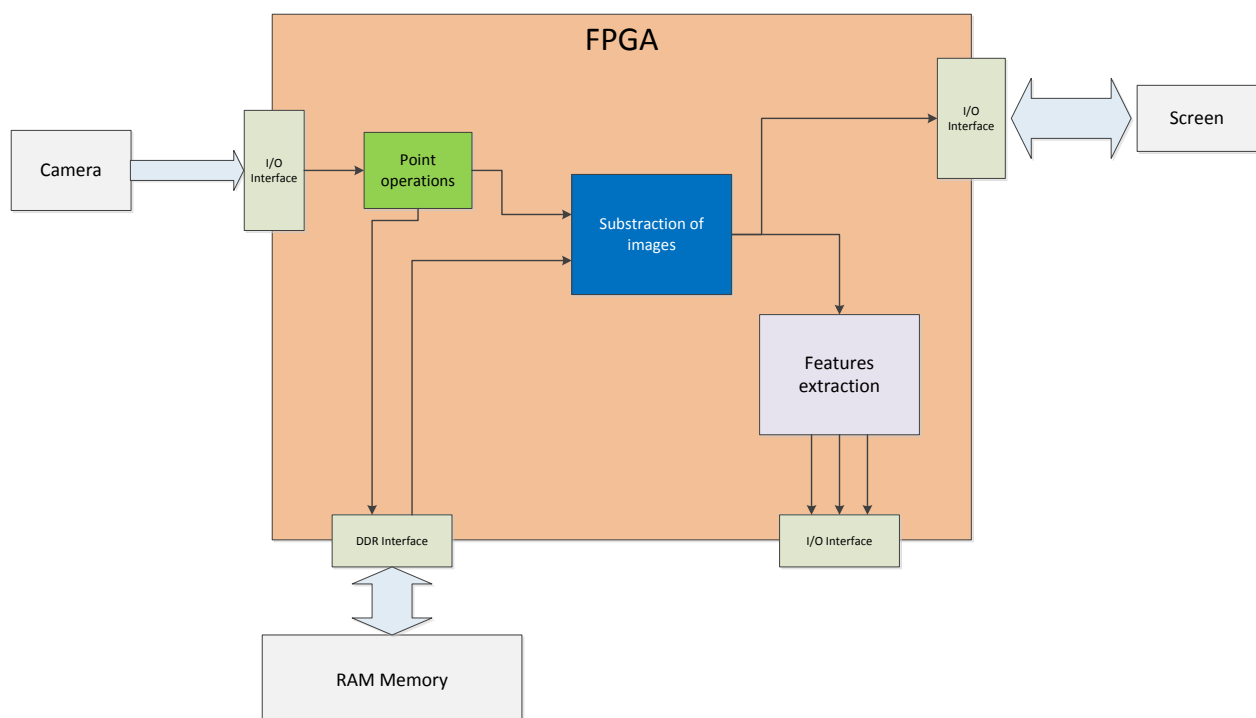 FPGA
I/O
Interface
Screen
Camera
I/O
Interface
Point
operations
Substraction of
images
Features
extraction
DDR Interface
I/O Interface
RAM Memory